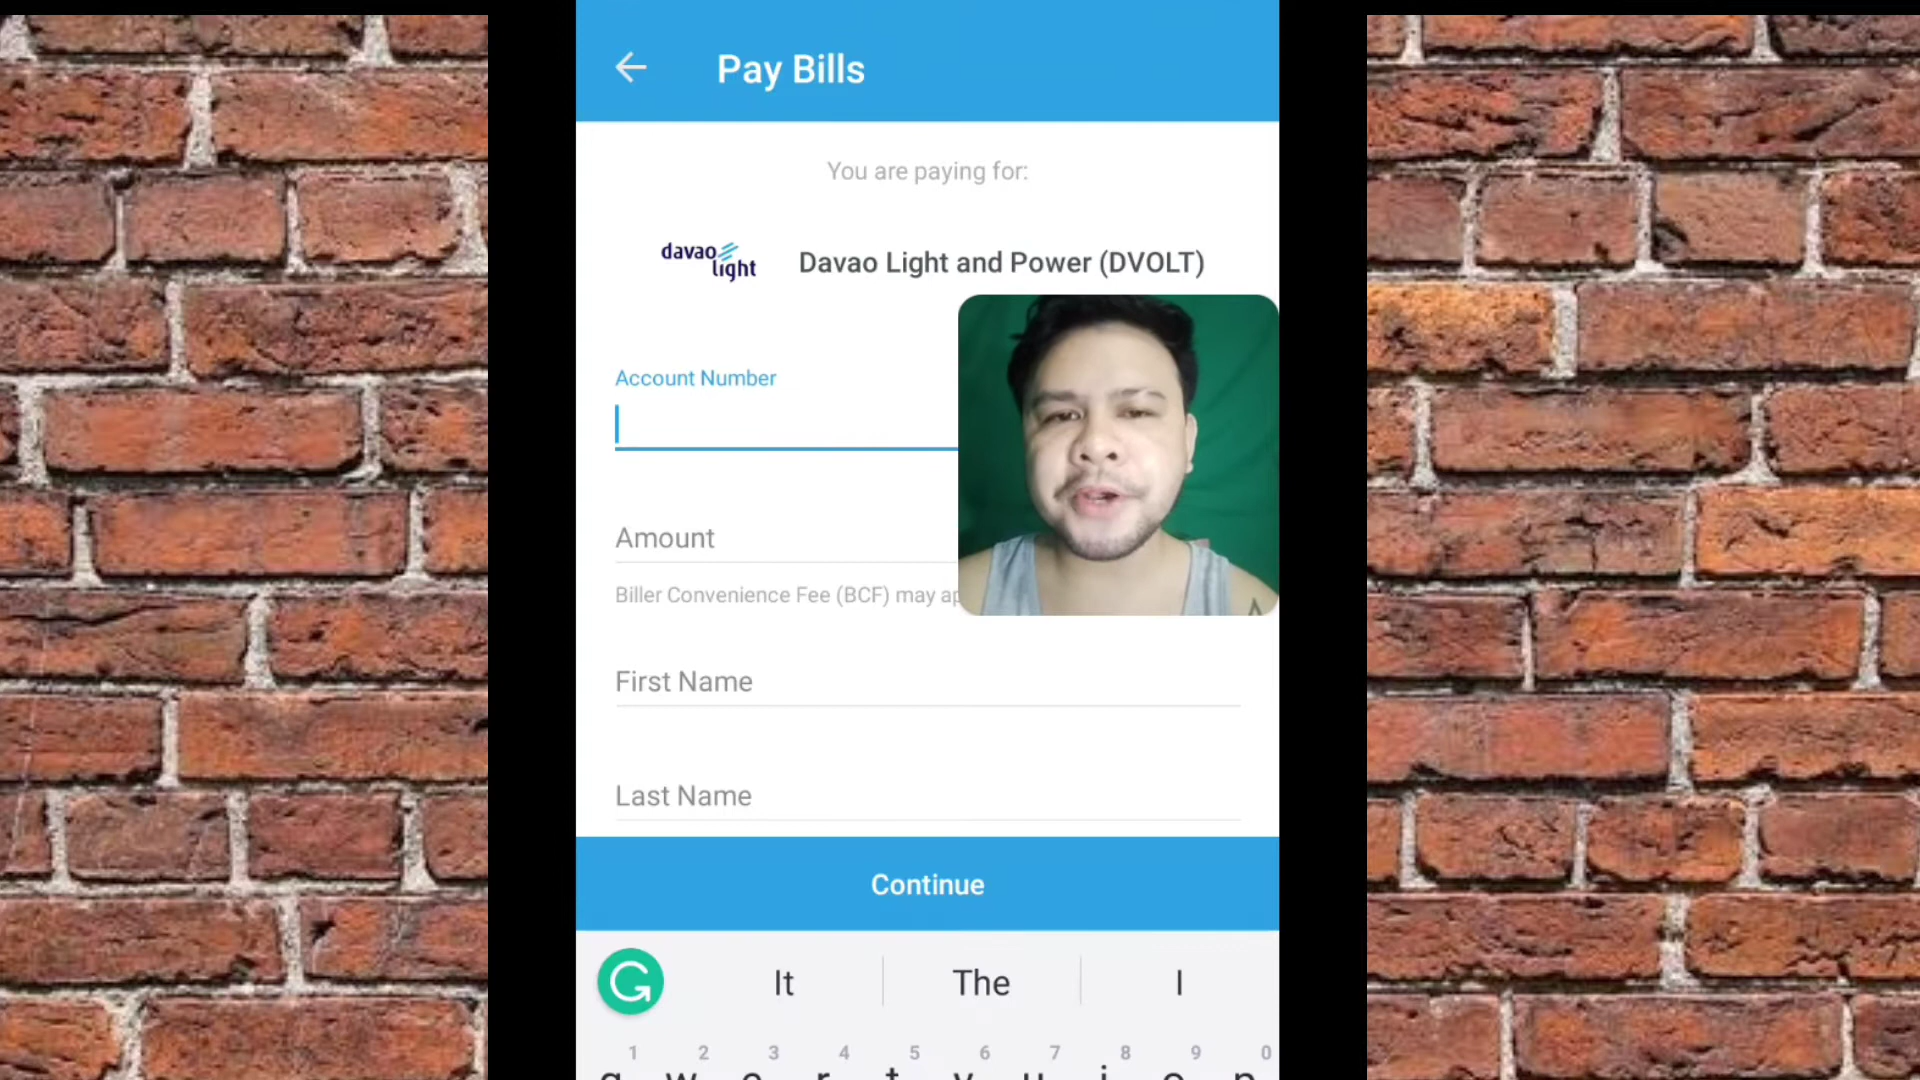 Pay Bills
You are paying for:
davao
light
Davao Light and Power (DVOLT)
Account Number
Amount
Biller Convenience Fee (BCF) may
First Name
Last Name
Continue
It The I
1 2 3 4 5 6 7 8 9 0
q w e r t y u i o p